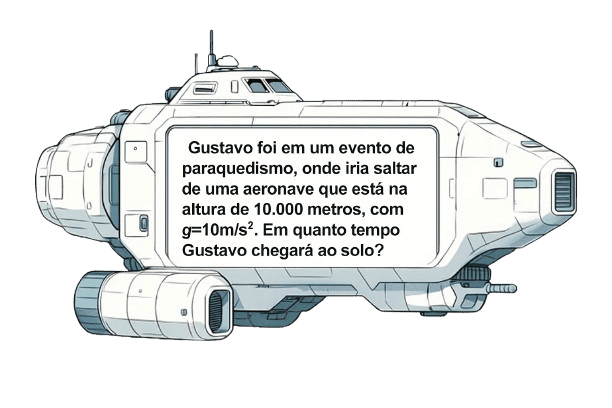 Gustavo foi em um evento de
paraquedismo, onde iria saltar
de uma aeronave que está na
altura de 10.000 metros, com
g=10m/s². Em quanto tempo
Gustavo chegará ao solo?